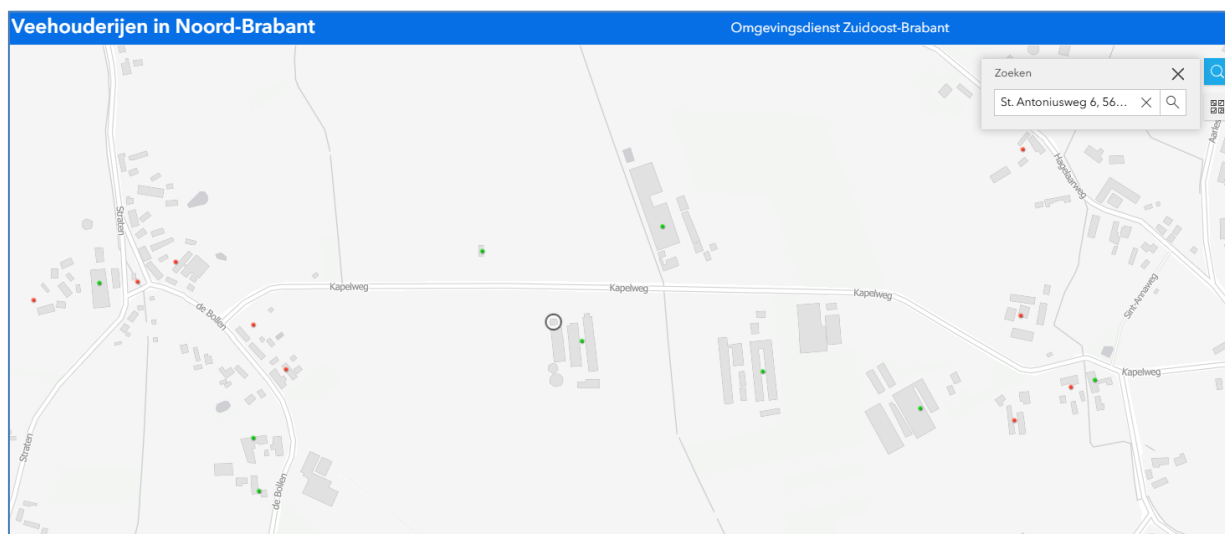 Veehouderijen in Noord-Brabant
Omgevingsdienst Zuidoost-Brabant
Zoeken
St. Antoniusweg 6, 56...
Aarles
Hagelaarweg
Straten
Sint-Annaweg
Kapelweg
Kapelweg
Kapelweg
de Bollen
Kapelweg
Straten
de Bollen